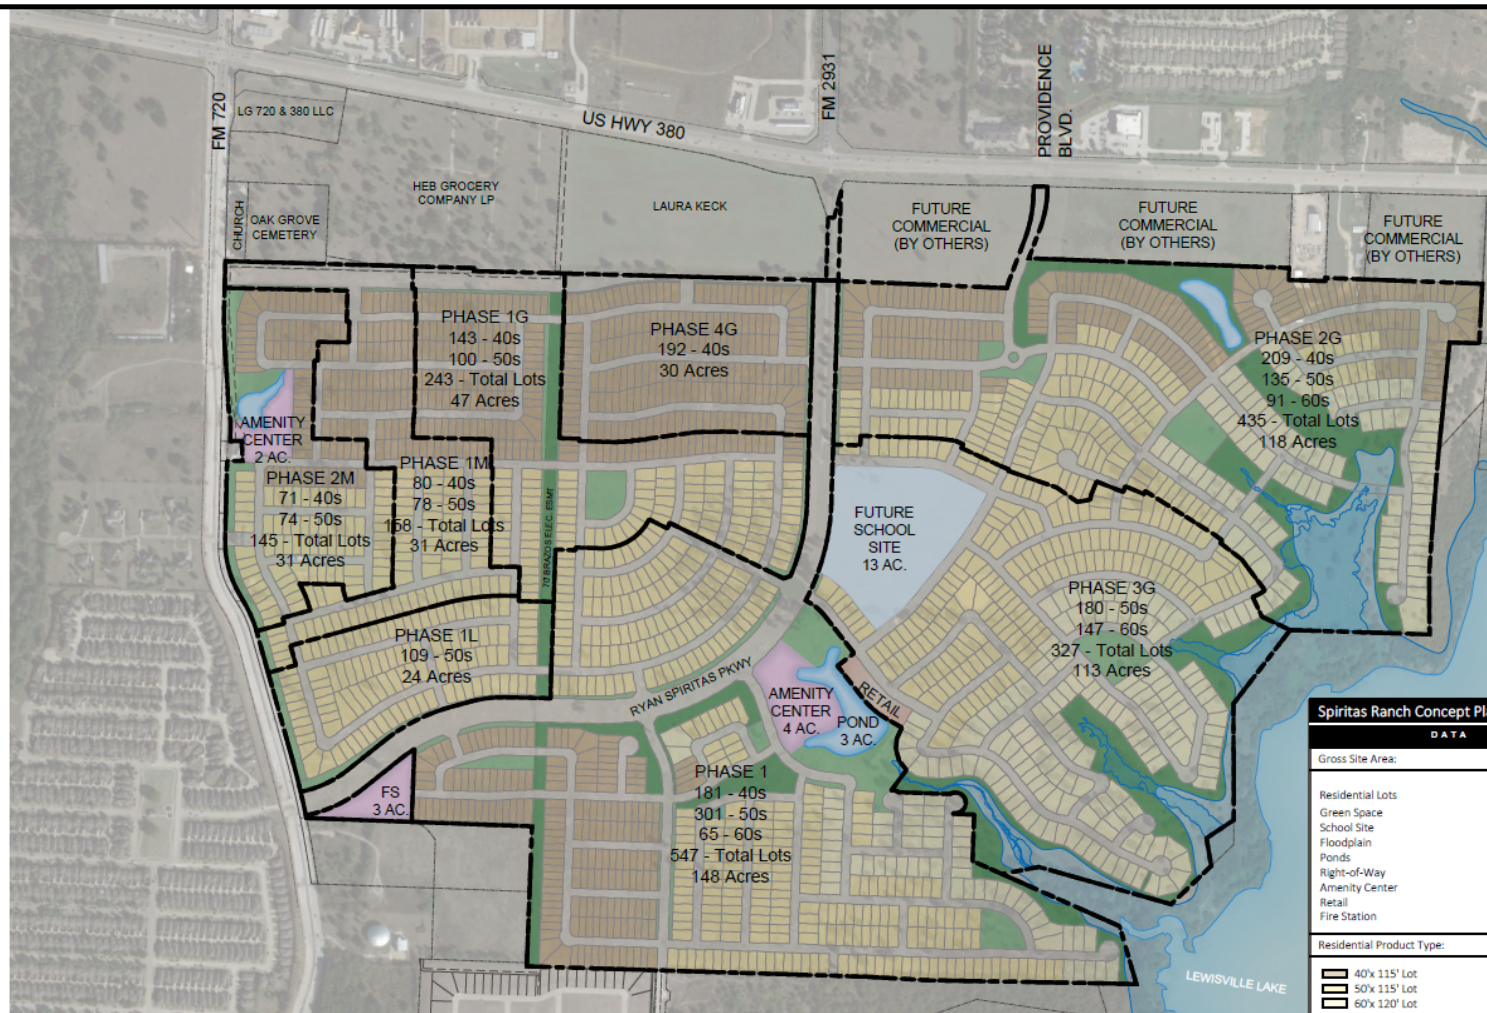 FM 720
LG 720 & 380 LLC
US HWY 380
FM 2931
PROVIDENCE
BLVD.
CHURCH
OAK GROVE
CEMETERY
HEB GROCERY
COMPANY LP
LAURA KECK
FUTURE
COMMERCIAL
(BY OTHERS)
FUTURE
COMMERCIAL
(BY OTHERS)
FUTURE
COMMERCIAL
(BY OTHERS)
PHASE 1G
143 - 40s
100 - 50s
243 - Total Lots
47 Acres
PHASE 4G
192 - 40s
30 Acres
PHASE 2G
209 - 40s
135 - 50s
91 - 60s
435 - Total Lots
118 Acres
AMENITY
CENTER
2 AC.
PHASE 2M
71 - 40s
74 - 50s
145 - Total Lots
31 Acres
PHASE 1M
80 - 40s
78 - 50s
158 - Total Lots
31 Acres
70' BRAZOS ELEC. ESMT
FUTURE
SCHOOL
SITE
13 AC.
PHASE 3G
180 - 50s
147 - 60s
327 - Total Lots
113 Acres
PHASE 1L
109 - 50s
24 Acres
RYAN SPIRITAS PKWY
AMENITY
CENTER
4 AC.
POND
3 AC.
RETAIL
FS
3 AC.
PHASE 1
181 - 40s
301 - 50s
65 - 60s
547 - Total Lots
148 Acres
LEWISVILLE LAKE
Spiritas Ranch Concept Pl
DATA
Gross Site Area:
Residential Lots
Green Space
School Site
Floodplain
Ponds
Right-of-Way
Amenity Center
Retail
Fire Station
Residential Product Type:
40'x 115' Lot
50'x 115' Lot
60'x 120' Lot